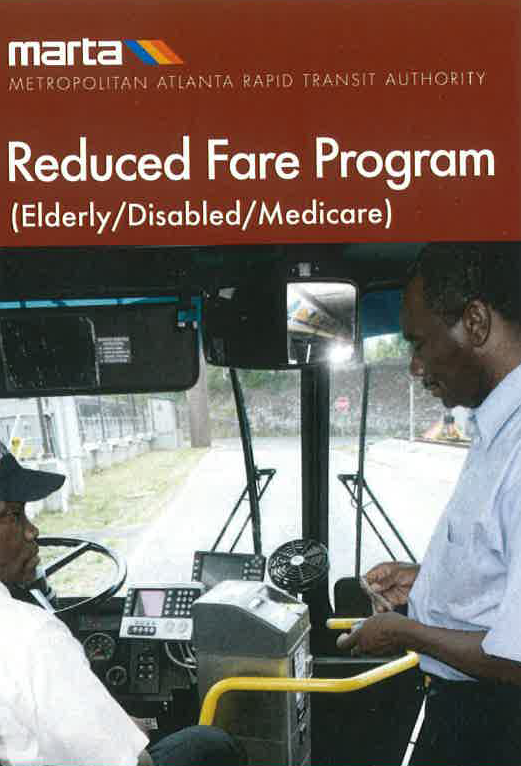 marta
METROPOLITAN ATLANTA RAPID TRANSIT AUTHORITY
Reduced Fare Program
(Elderly/Disabled/Medicare)